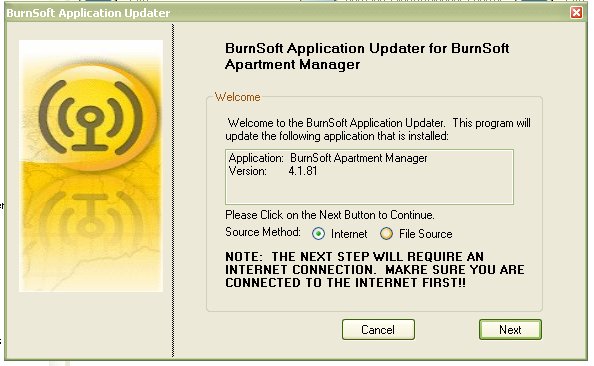 BurnSoft Application Updater
BurnSoft Application Updater for BurnSoft
Apartment Manager
Welcome
Welcome to the BurnSoft Application Updater. This program will
update the following application that is installed:
Application: BurnSoft Apartment Manager
Version: 4.1.81
Please Click on the Next Button to Continue.
Source Method: Internet File Source
NOTE: THE NEXT STEP WILL REQUIRE AN
INTERNET CONNECTION. MAKRE SURE YOU ARE
CONNECTED TO THE INTERNET FIRST!!
Cancel Next